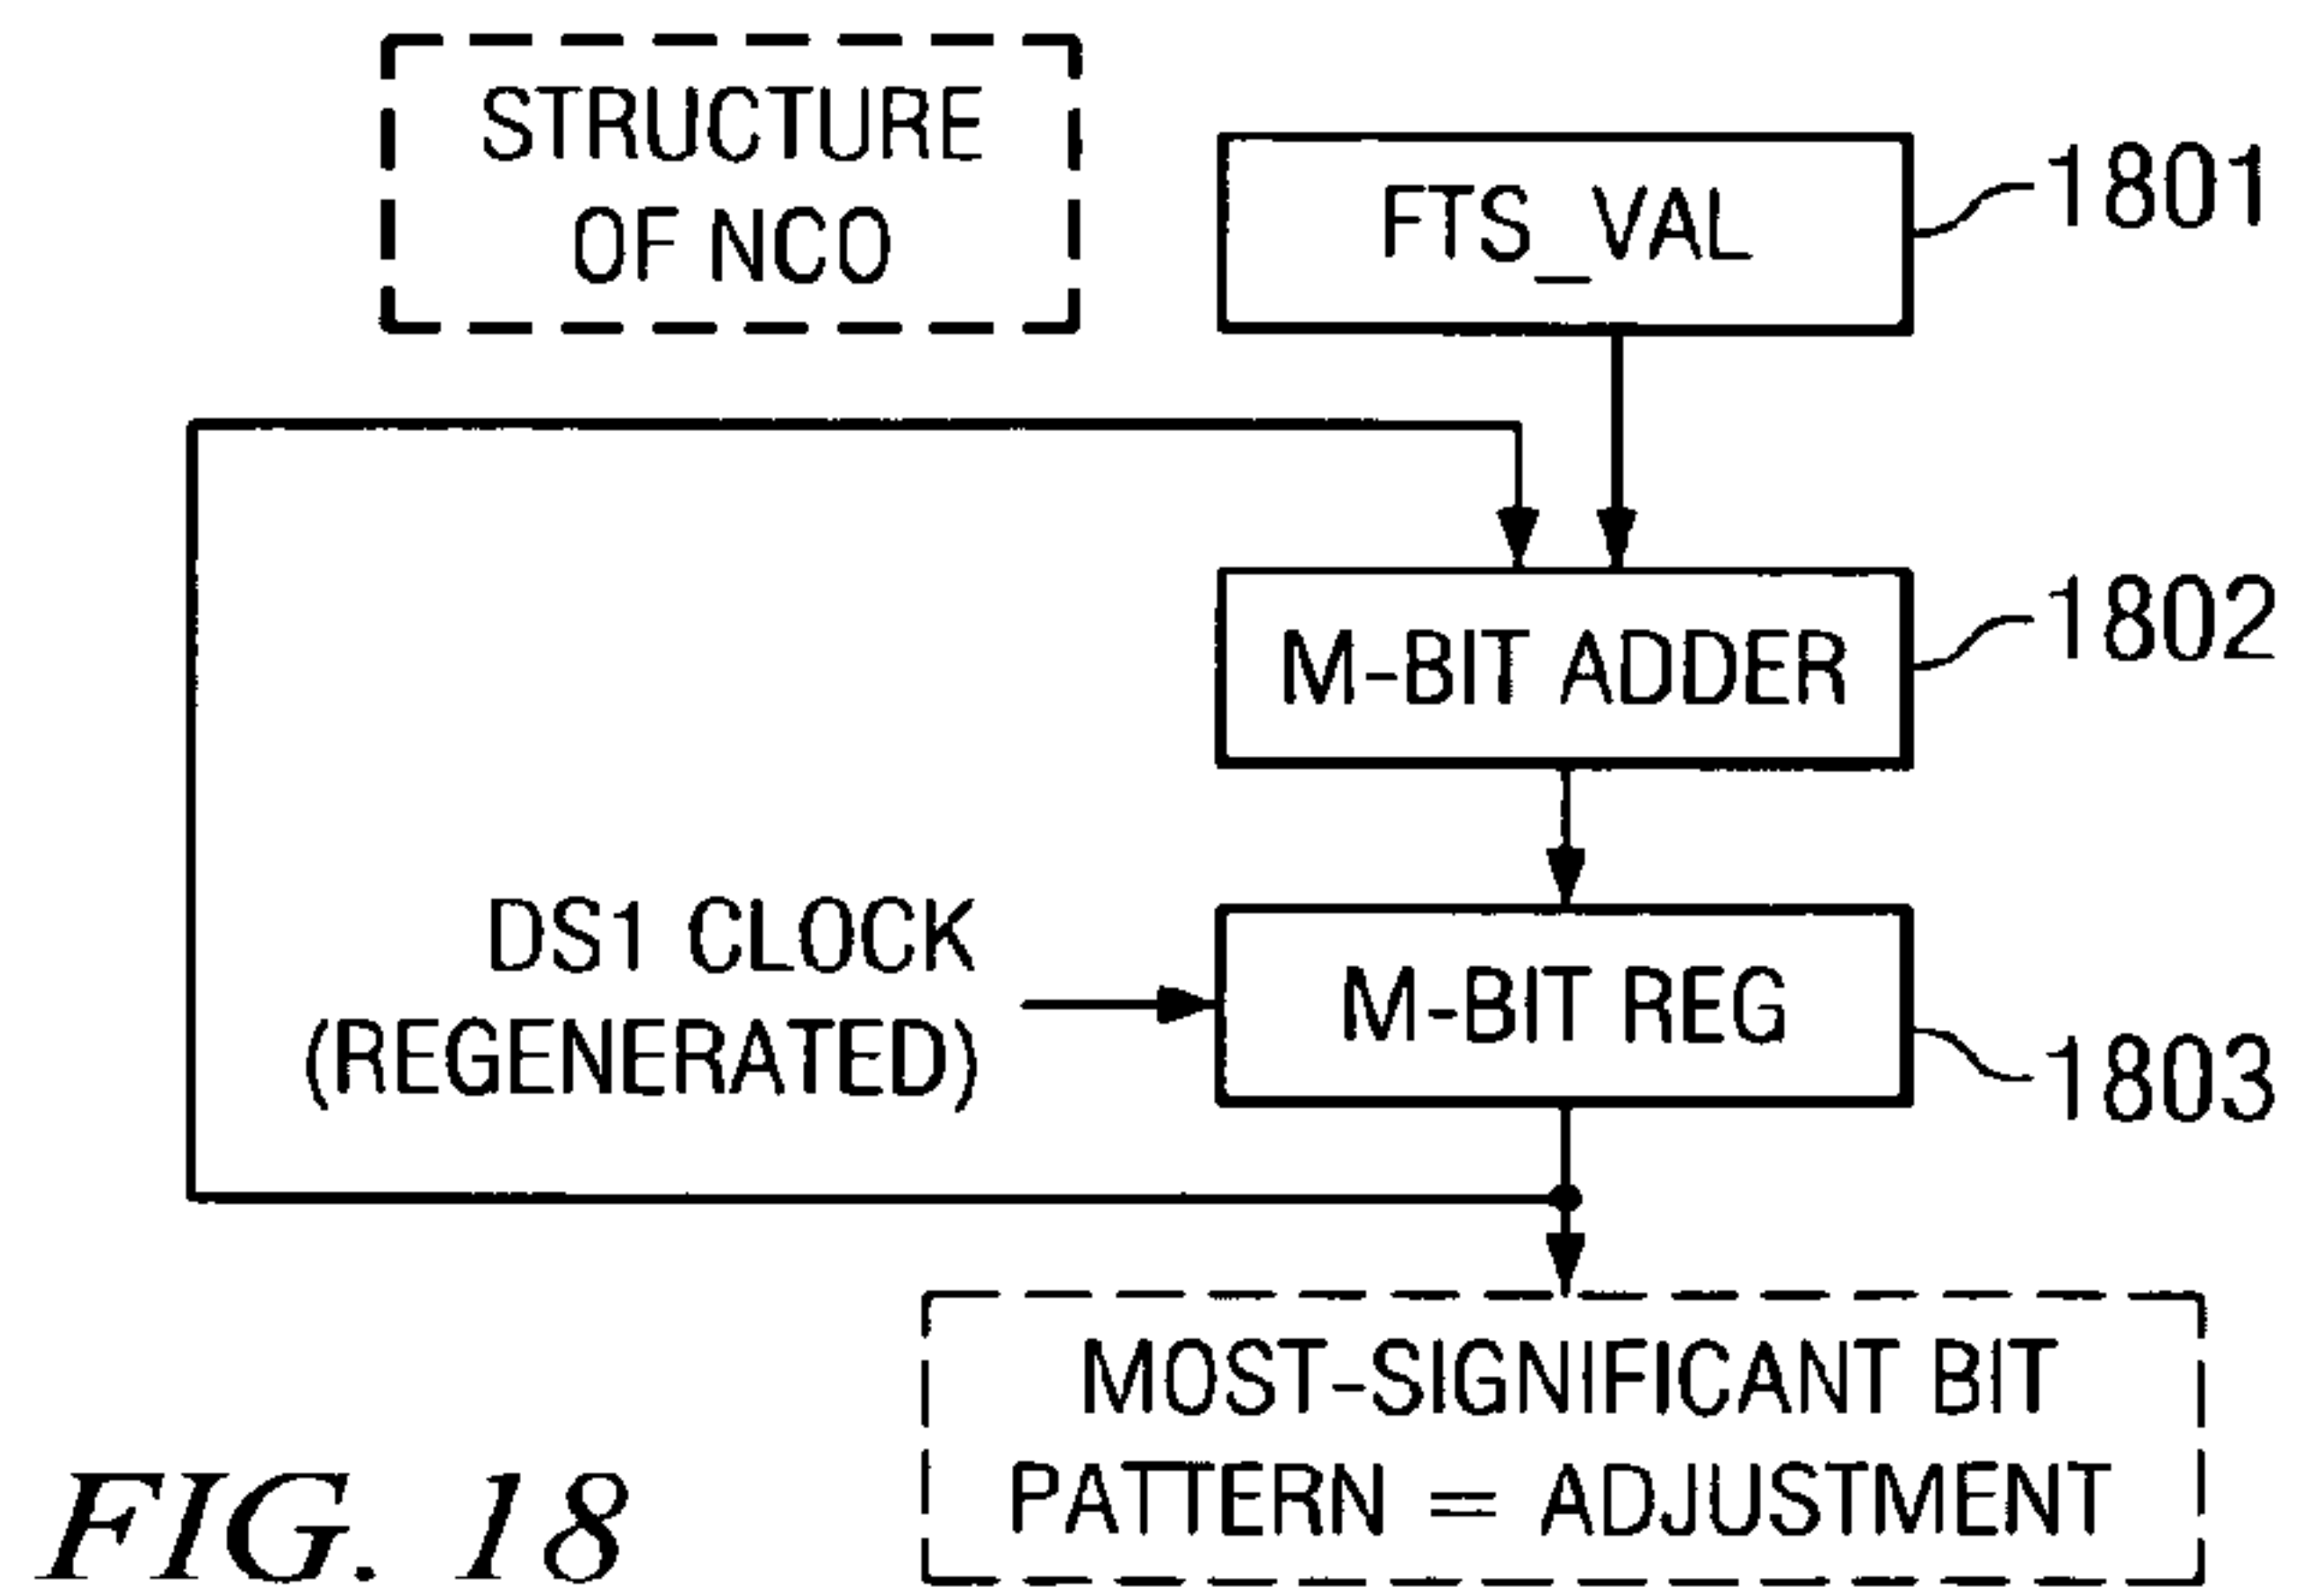 STRUCTURE
OF NCO
FTS_VAL
1801
M-BIT ADDER
1802
DS1 CLOCK
(REGENERATED)
M-BIT REG
1803
MOST-SIGNIFICANT BIT
PATTERN = ADJUSTMENT
FIG. 18